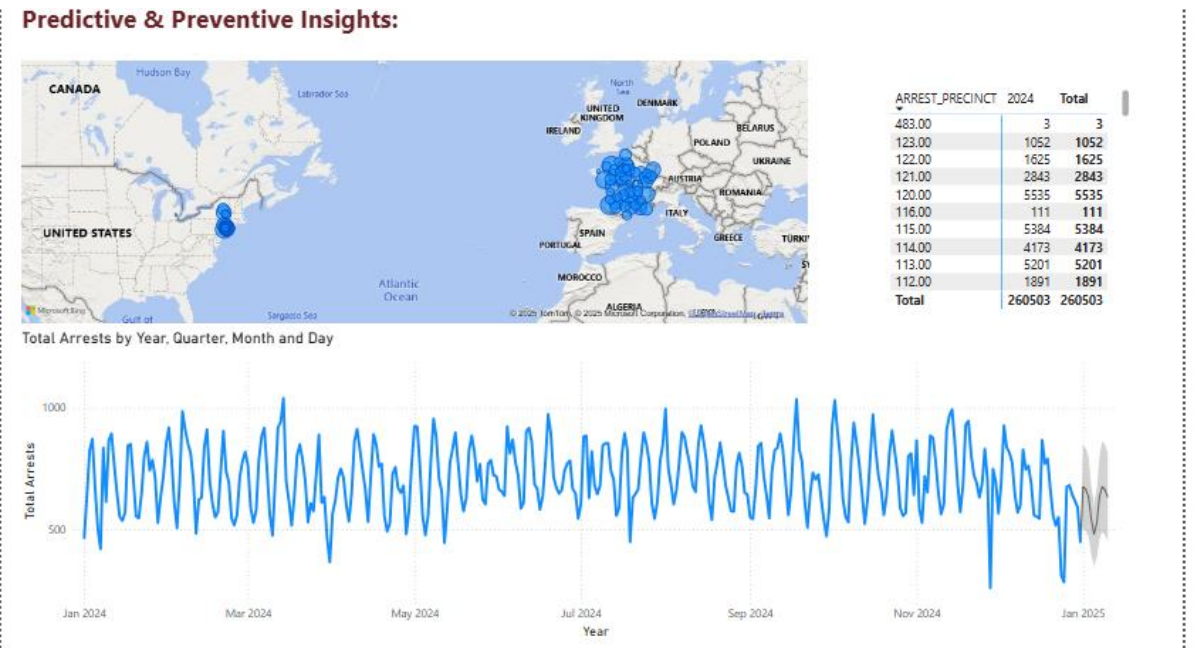 Predictive & Preventive Insights:
Hudson Bay
CANADA
Labrador Sea
North
Sea
UNITED
KINGDOM
DENMARK
IRELAND
BELARUS
POLAND
UKRAINE
AUSTRIA
ROMANIA
UNITED STATES
ITALY
SPAIN
PORTUGAL
GREECE
MOROCCO
Atlantic
Ocean
ALGERIA
Microsoft Bing
Gulf of
Sargasso Sea
© 2025 TomTom, © 2025 Microsoft Corporation, OpenStreetMap Terms
ARREST_PRECINCT 2024 Total
483.00 3 3
123.00 1052 1052
122.00 1625 1625
121.00 2843 2843
120.00 5535 5535
116.00 111 111
115.00 5384 5384
114.00 4173 4173
113.00 5201 5201
112.00 1891 1891
Total 260503 260503
Total Arrests by Year, Quarter, Month and Day
1000
500
Total Arrests
Jan 2024 Mar 2024 May 2024 Jul 2024 Sep 2024 Nov 2024 Jan 2025
Year